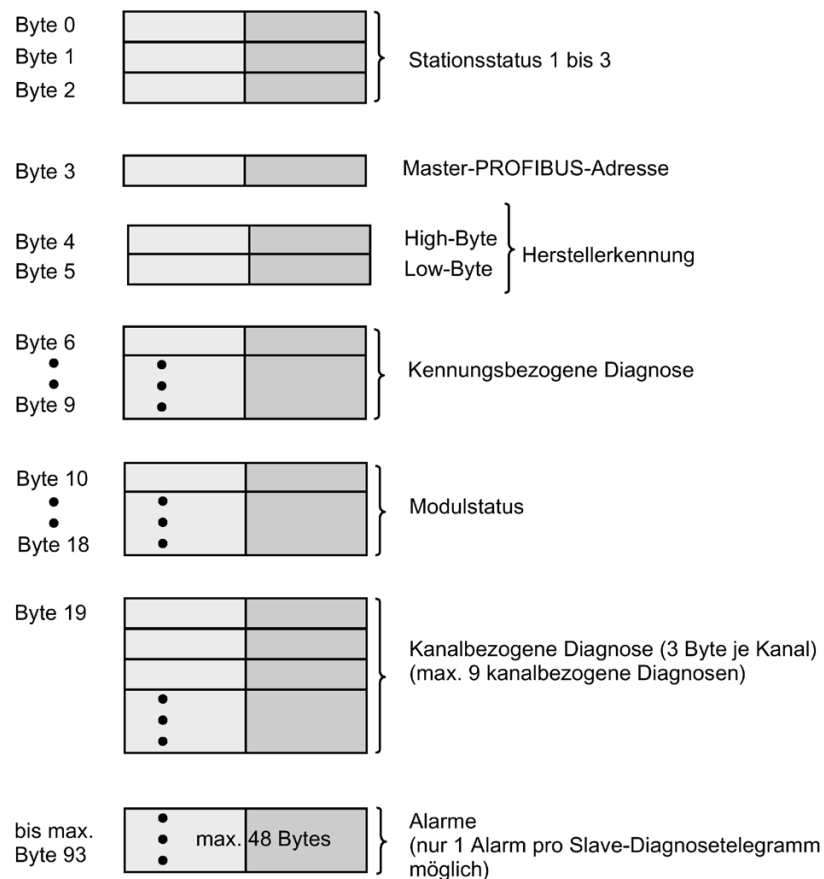 Byte 0
Byte 1
Byte 2
Stationsstatus 1 bis 3
Byte 3
Master-PROFIBUS-Adresse
Byte 4
Byte 5
High-Byte
Low-Byte
Herstellerkennung
Byte 6
Byte 9
Kennungsbezogene Diagnose
Byte 10
Byte 18
Modulstatus
Byte 19
Kanalbezogene Diagnose (3 Byte je Kanal)
(max. 9 kanalbezogene Diagnosen)
bis max.
Byte 93
max. 48 Bytes
Alarme
(nur 1 Alarm pro Slave-Diagnosetelegramm
möglich)